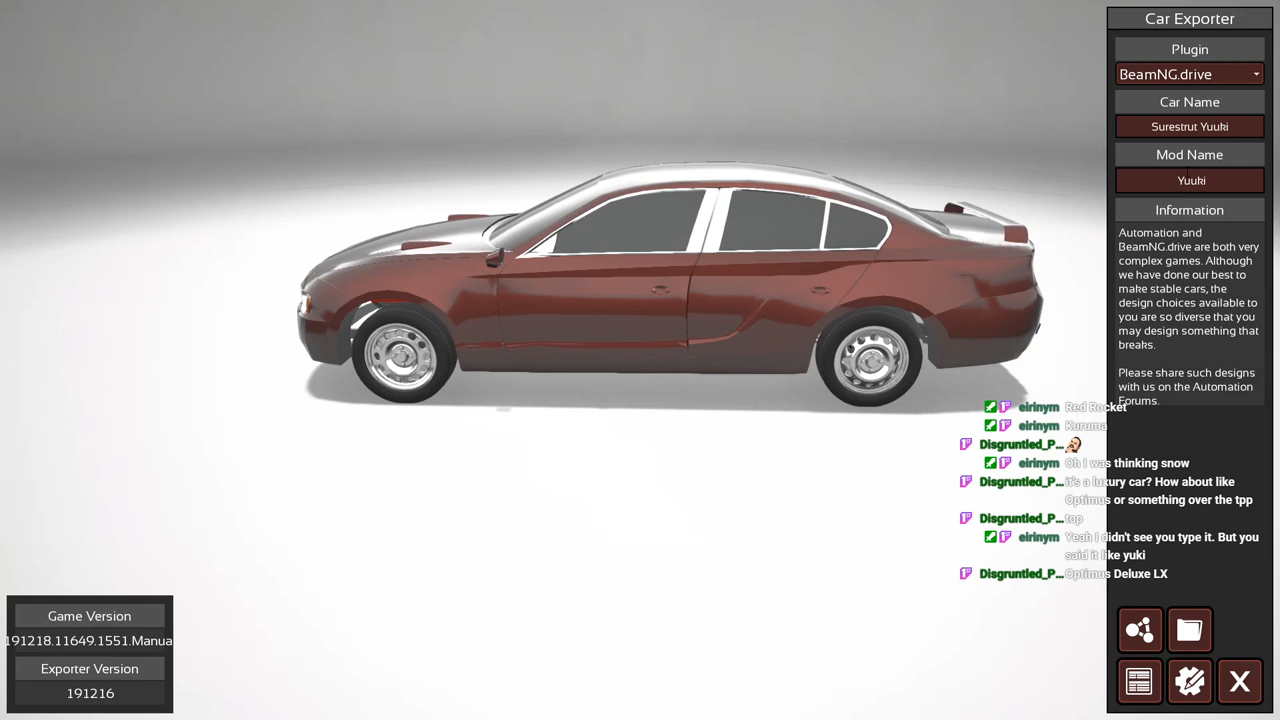 Car Exporter
Plugin
BeamNG.drive
Car Name
Surestrut Yuuki
Mod Name
Yuuki
Information
Automation and
BeamNG.drive are both very
complex games. Although
we have done our best to
make stable cars, the
design choices available to
you are so diverse that you
may design something that
breaks.
Please share such designs
with us on the Automation
Forums.
eirinym Red Rocket
eirinym Kuruma
Disgruntled_P...
eirinym Oh I was thinking snow
Disgruntled_P... it's a luxury car? How about like
Optimus or something over the tpp
Disgruntled_P... top
eirinym Yeah I didn't see you type it. But you
said it like yuki
Disgruntled_P... Optimus Deluxe LX
Game Version
191218.11649.1551.Manua
Exporter Version
191216